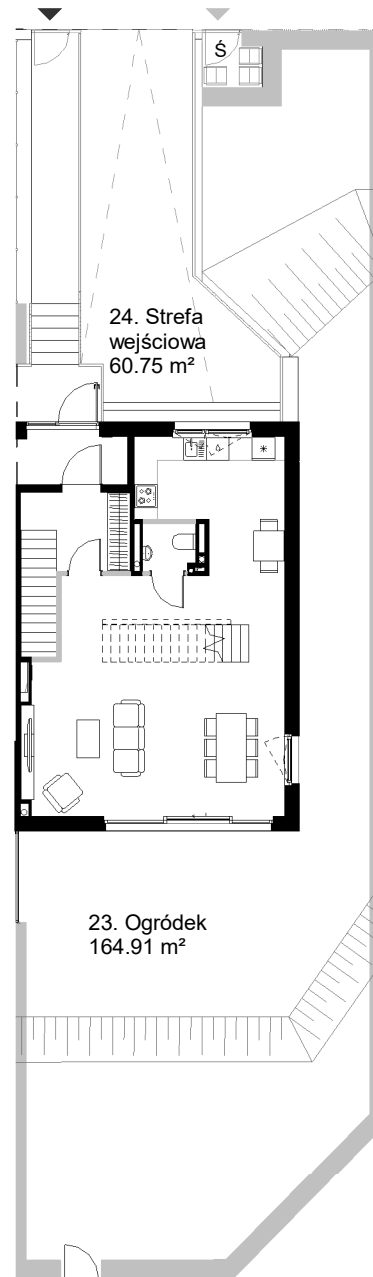 Ś
24. Strefa
wejściowa
60.75 m²
23. Ogródek
164.91 m²